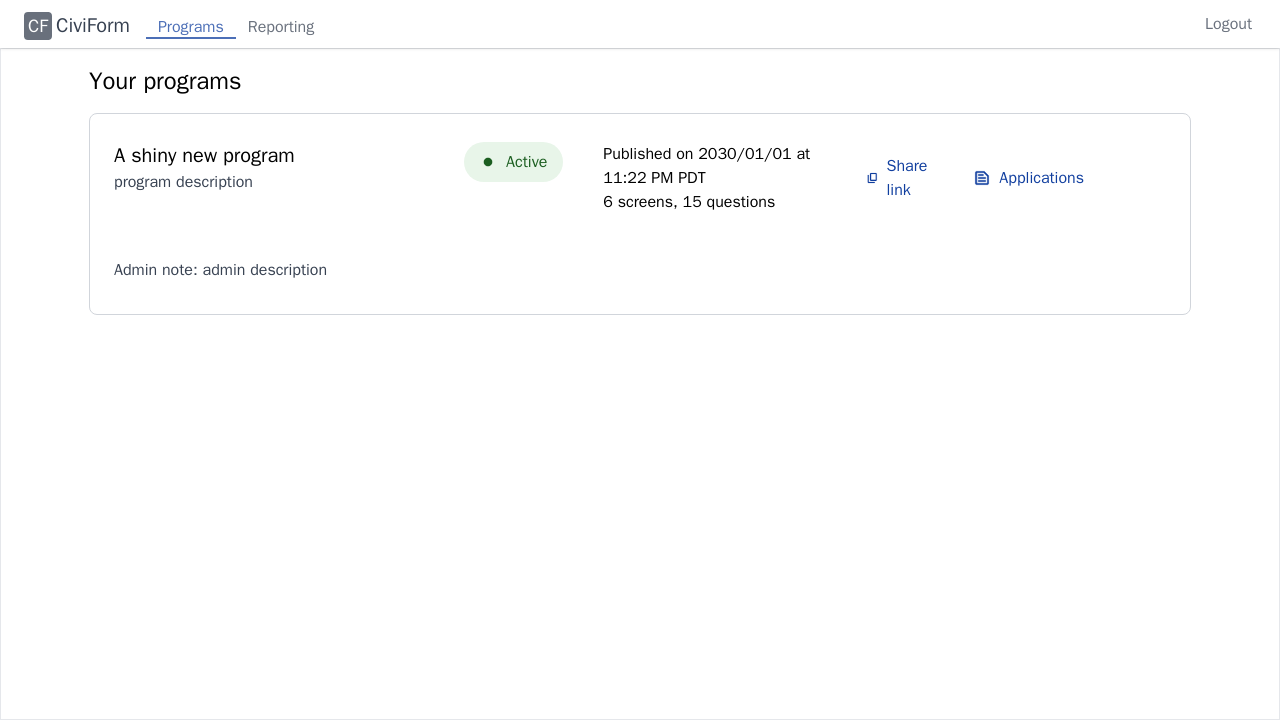 CF CiviForm Programs Reporting Logout
Your programs
A shiny new program
program description
Active
Published on 2030/01/01 at
11:22 PM PDT
6 screens, 15 questions
Share
link
Applications
Admin note: admin description